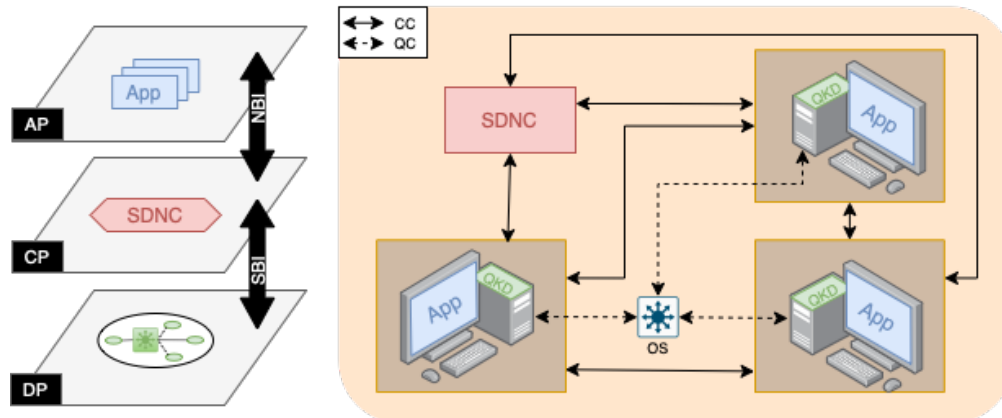 App
AP
NBI
SDNC
CP
SBI
DP
CC
QC
SDNC
QKD
App
App
QKD
OS
QKD
App